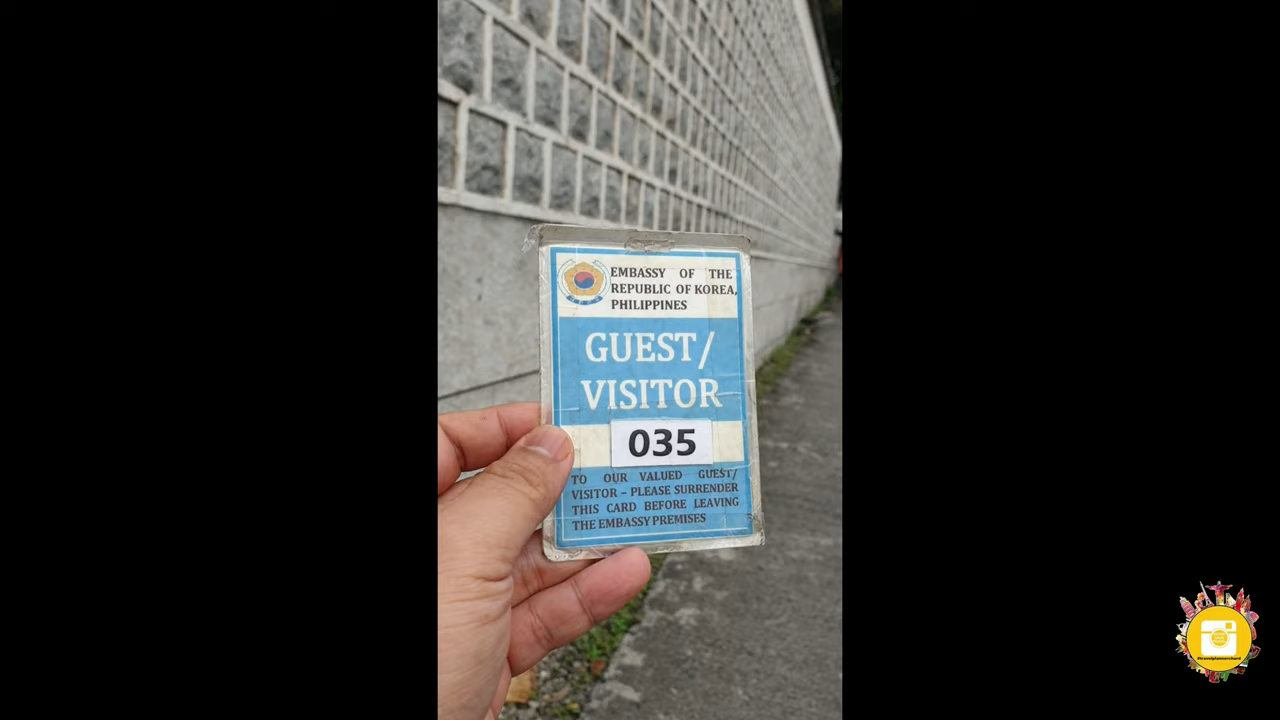 EMBASSY OF THE
REPUBLIC OF KOREA,
PHILIPPINES
GUEST/
VISITOR
035
TO OUR VALUED GUEST/
VISITOR – PLEASE SURRENDER
THIS CARD BEFORE LEAVING
THE EMBASSY PREMISES